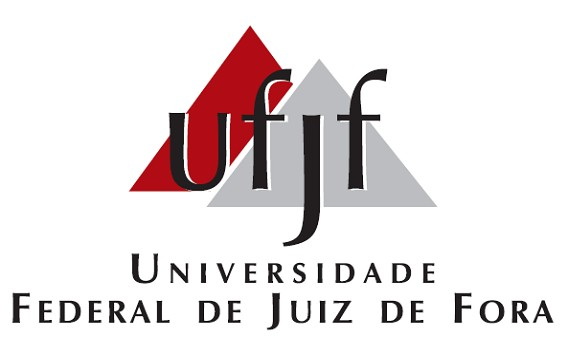 ufjf
UNIVERSIDADE
FEDERAL DE JUIZ DE FORA